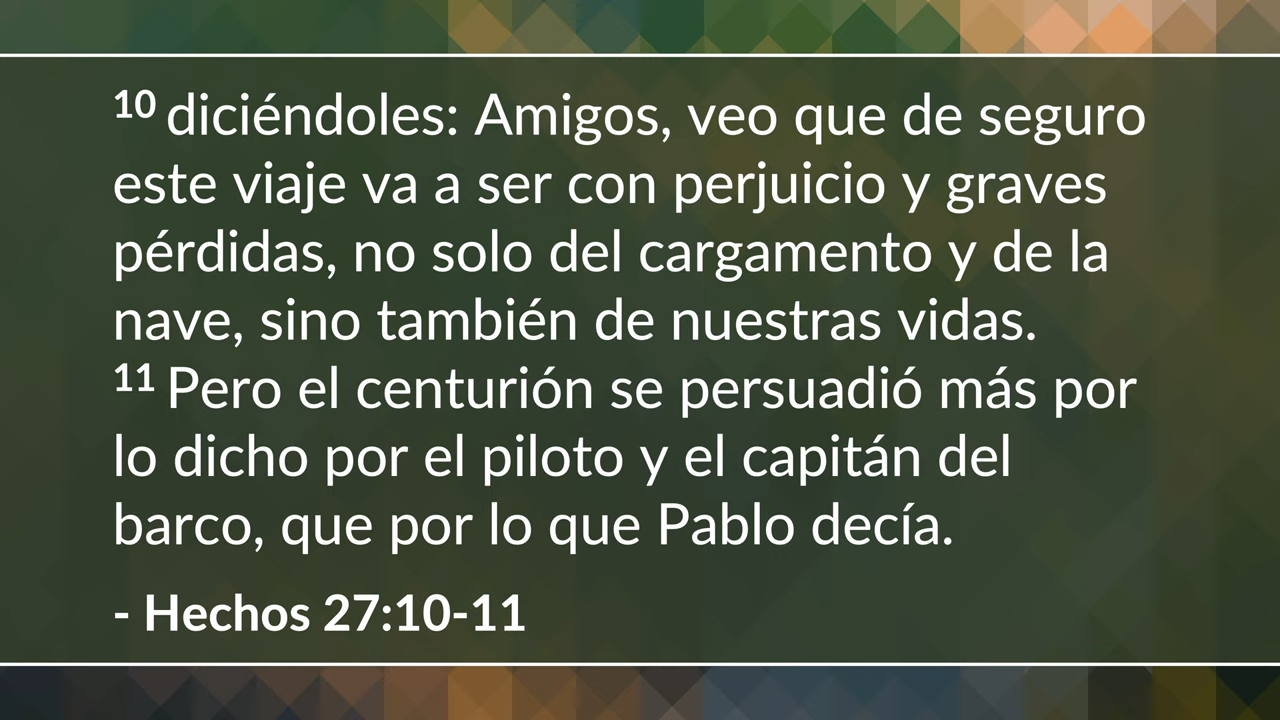 10 diciéndoles: Amigos, veo que de seguro
este viaje va a ser con perjuicio y graves
pérdidas, no solo del cargamento y de la
nave, sino también de nuestras vidas.
11 Pero el centurión se persuadió más por
lo dicho por el piloto y el capitán del
barco, que por lo que Pablo decía.
- Hechos 27:10-11